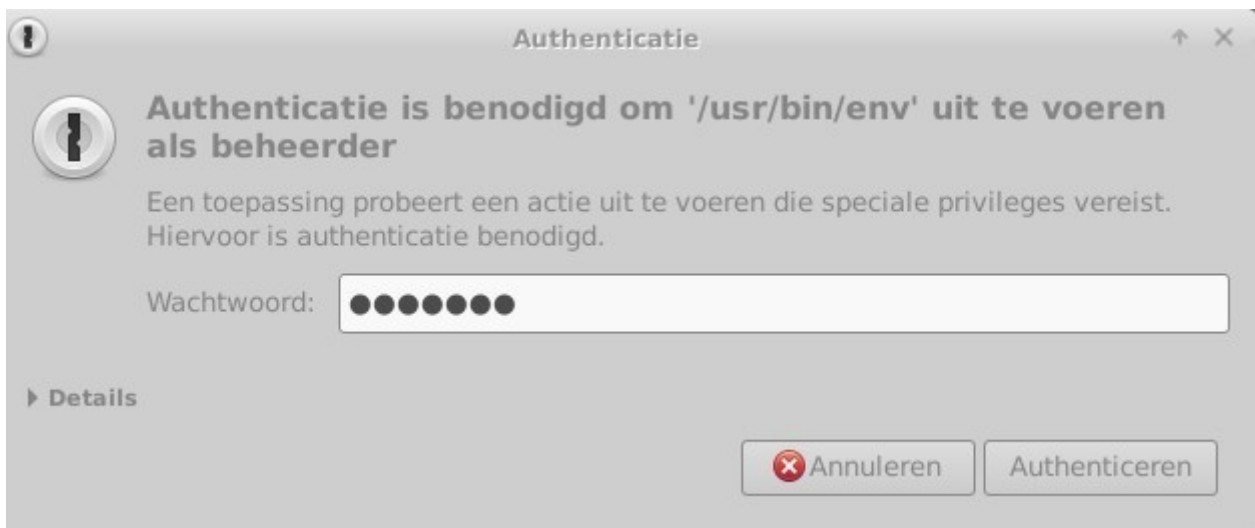 Authenticatie
Authenticatie is benodigd om '/usr/bin/env' uit te voeren
als beheerder
Een toepassing probeert een actie uit te voeren die speciale privileges vereist.
Hiervoor is authenticatie benodigd.
Wachtwoord: ●●●●●●●
Details
Annuleren Authenticeren